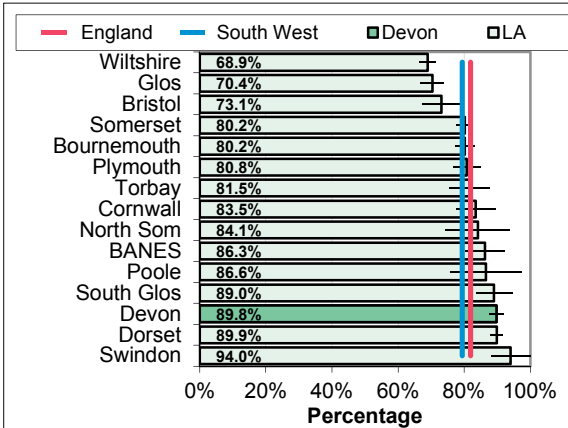 England South West Devon LA
Wiltshire 68.9%
Glos 70.4%
Bristol 73.1%
Somerset 80.2%
Bournemouth 80.2%
Plymouth 80.8%
Torbay 81.5%
Cornwall 83.5%
North Som 84.1%
BANES 86.3%
Poole 86.6%
South Glos 89.0%
Devon 89.8%
Dorset 89.9%
Swindon 94.0%
0% 20% 40% 60% 80% 100%
Percentage